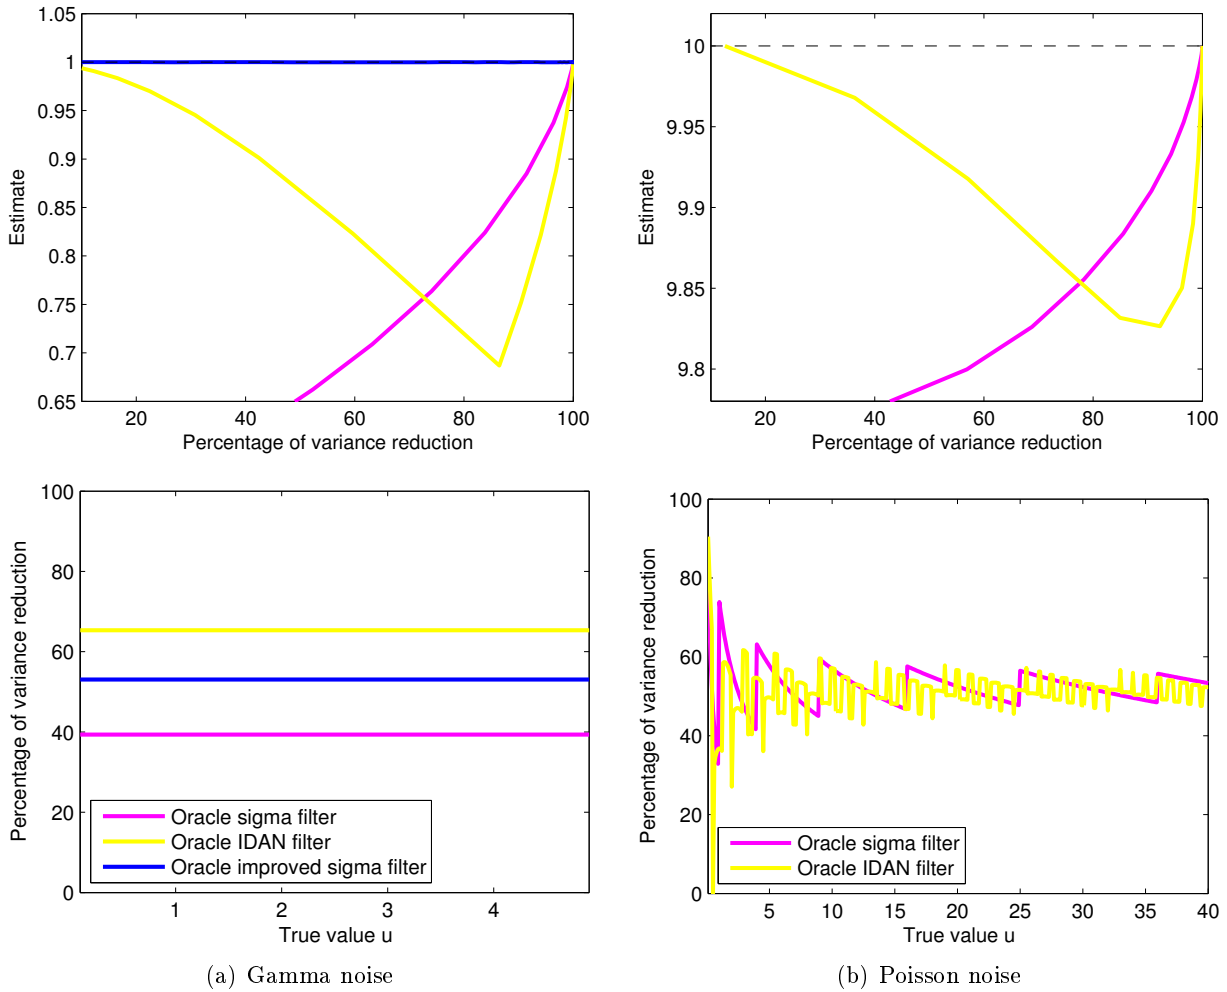 1.05
1
0.95
0.9
0.85
0.8
0.75
0.7
0.65
Estimate
20 40 60 80 100
Percentage of variance reduction
10
9.95
9.9
9.85
9.8
Estimate
20 40 60 80 100
Percentage of variance reduction
100
80
60
40
20
0
Percentage of variance reduction
Oracle sigma filter
Oracle IDAN filter
Oracle improved sigma filter
1 2 3 4
True value u
(a) Gamma noise
100
80
60
40
20
0
Percentage of variance reduction
Oracle sigma filter
Oracle IDAN filter
5 10 15 20 25 30 35 40
True value u
(b) Poisson noise